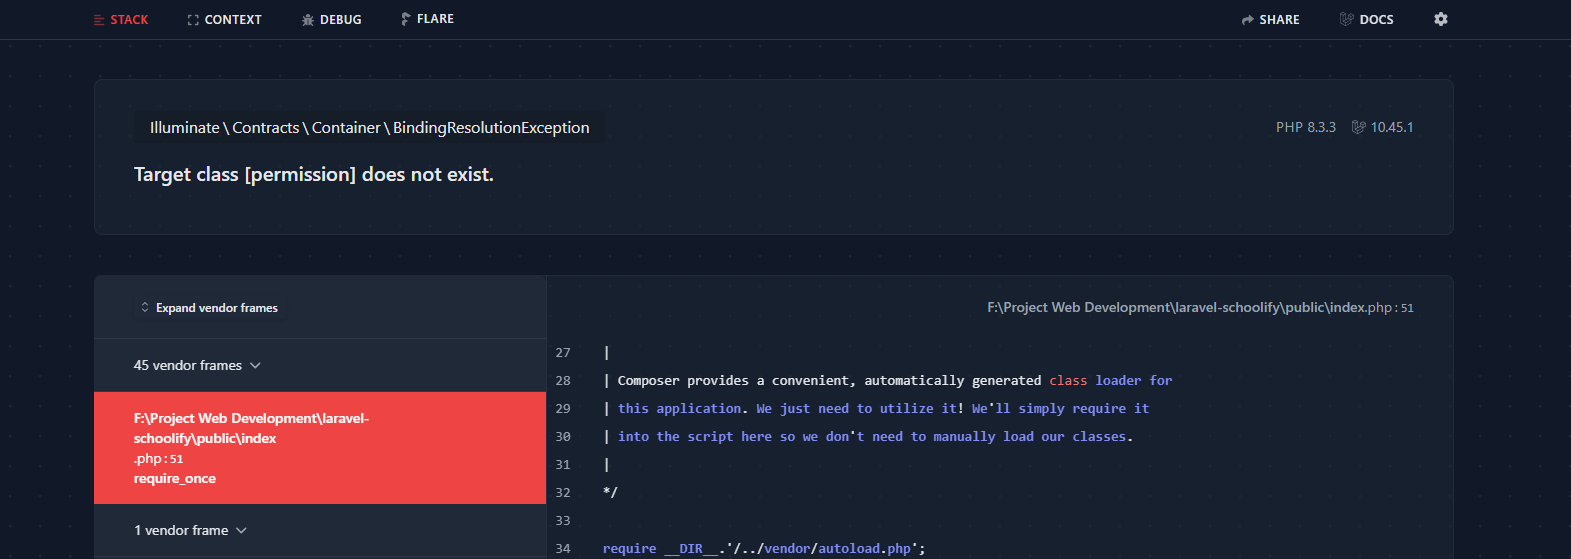 STACK CONTEXT DEBUG FLARE SHARE DOCS
Illuminate\Contracts\Container\BindingResolutionException
PHP 8.3.3 10.45.1
Target class [permission] does not exist.
Expand vendor frames
45 vendor frames
F:\Project Web Development\laravel-
schoolify\public\index
.php:51
require_once
1 vendor frame
F:\Project Web Development\laravel-schoolify\public\index.php:51
27 |
28 | Composer provides a convenient, automatically generated class loader for
29 | this application. We just need to utilize it! We'll simply require it
30 | into the script here so we don't need to manually load our classes.
31 |
32 */
33
34 require __DIR__.'/../vendor/autoload.php';